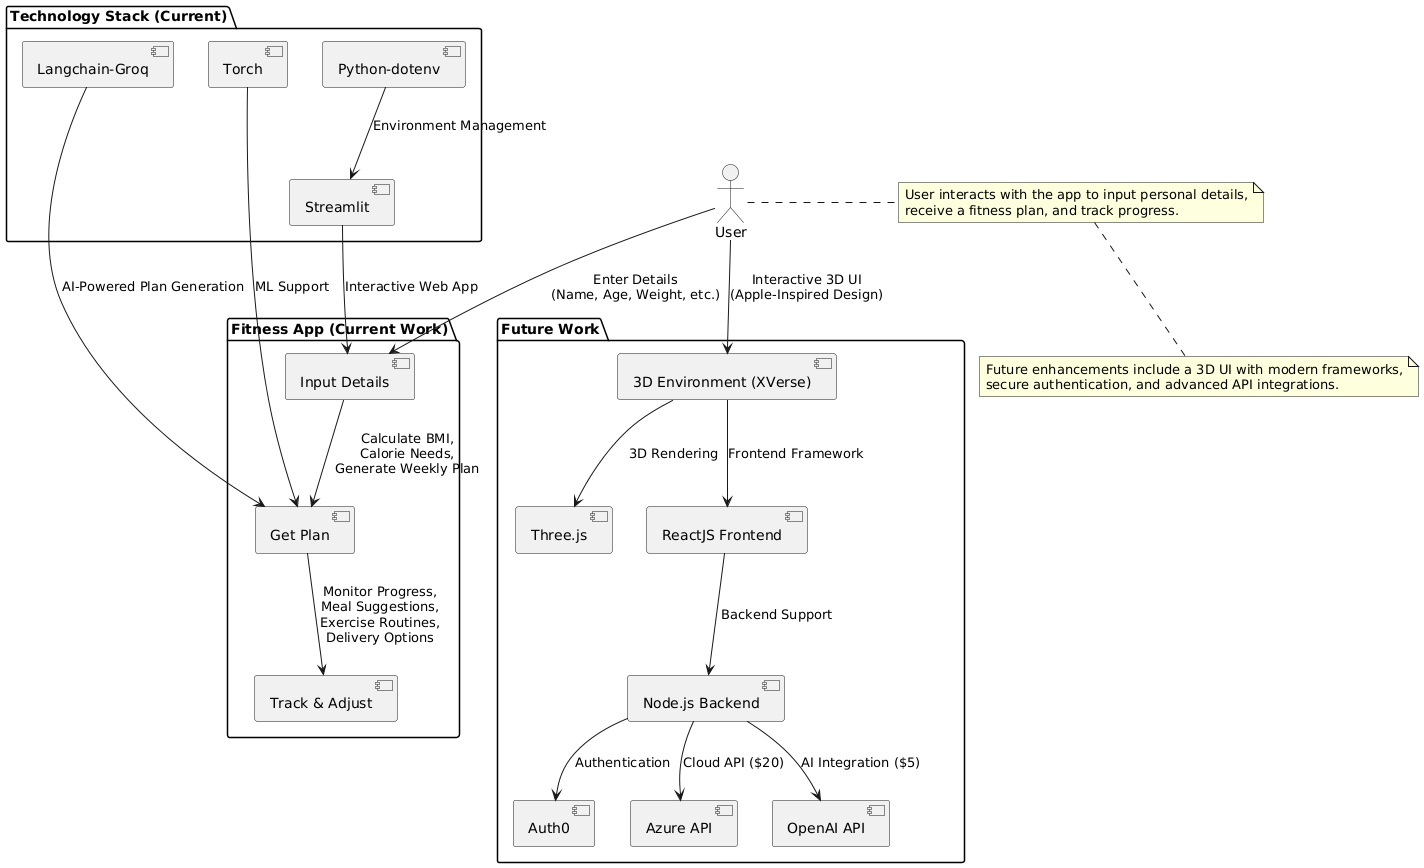 Technology Stack (Current)
Langchain-Groq
Torch
Python-dotenv
Environment Management
Streamlit
User
User interacts with the app to input personal details,
receive a fitness plan, and track progress.
AI-Powered Plan Generation
ML Support
Interactive Web App
Enter Details
(Name, Age, Weight, etc.)
Interactive 3D UI
(Apple-Inspired Design)
Fitness App (Current Work)
Input Details
Calculate BMI,
Calorie Needs,
Generate Weekly Plan
Get Plan
Monitor Progress,
Meal Suggestions,
Exercise Routines,
Delivery Options
Track & Adjust
Future Work
3D Environment (XVerse)
Future enhancements include a 3D UI with modern frameworks,
secure authentication, and advanced API integrations.
3D Rendering
Frontend Framework
Three.js
ReactJS Frontend
Backend Support
Node.js Backend
Authentication
Cloud API ($20)
AI Integration ($5)
Auth0
Azure API
OpenAI API